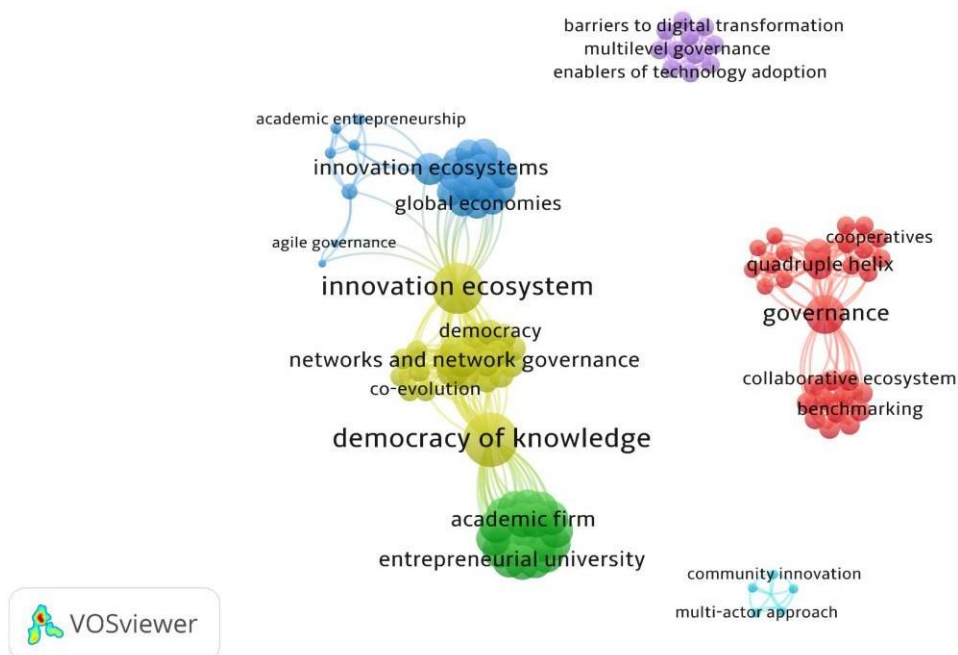 barriers to digital transformation
multilevel governance
enablers of technology adoption
academic entrepreneurship
innovation ecosystems
global economies
agile governance
innovation ecosystem
democracy
networks and network governance
co-evolution
democracy of knowledge
academic firm
entrepreneurial university
cooperatives
quadruple helix
governance
collaborative ecosystem
benchmarking
community innovation
multi-actor approach
VOSviewer